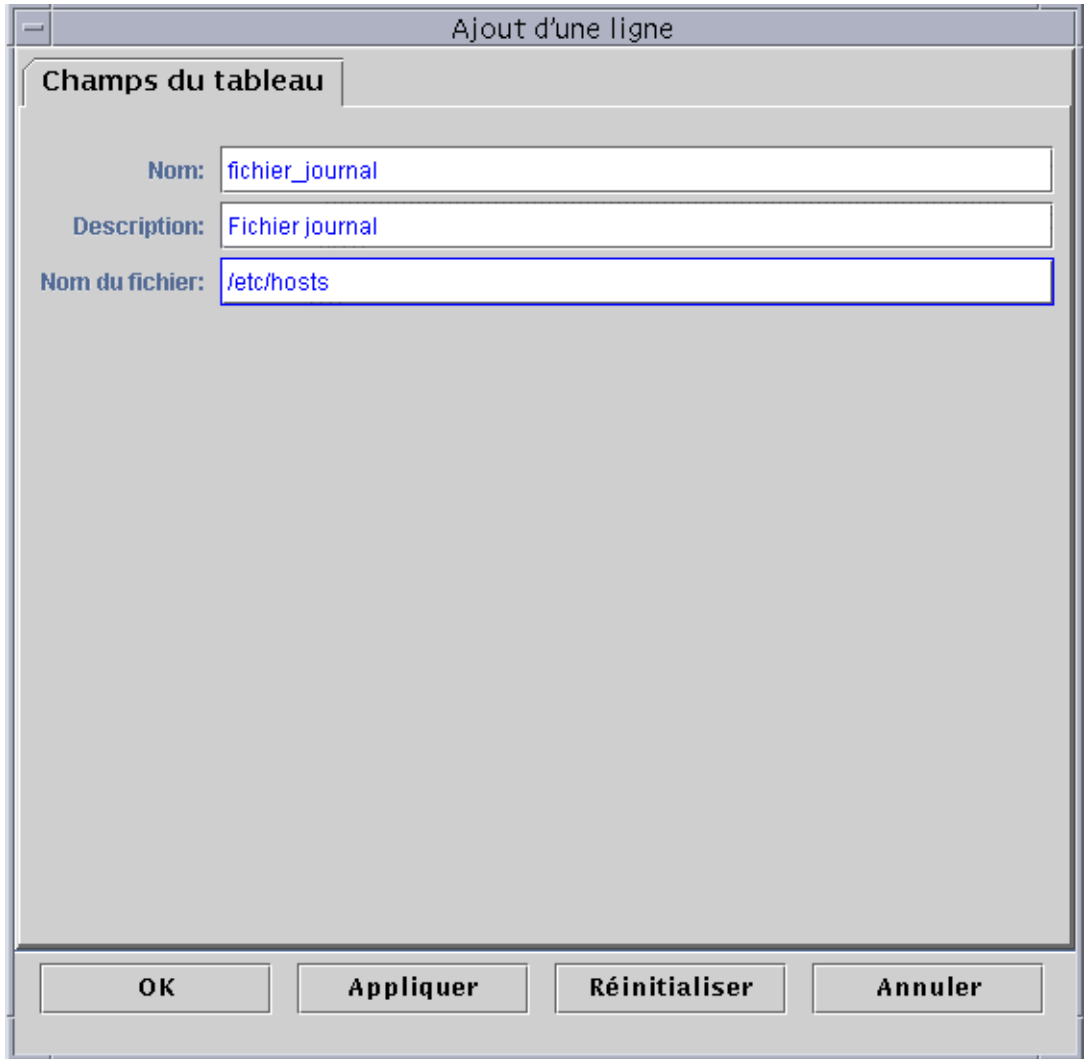 Ajout d'une ligne
Champs du tableau
Nom: fichier_journal
Description: Fichier journal
Nom du fichier: /etc/hosts
OK Appliquer Réinitialiser Annuler